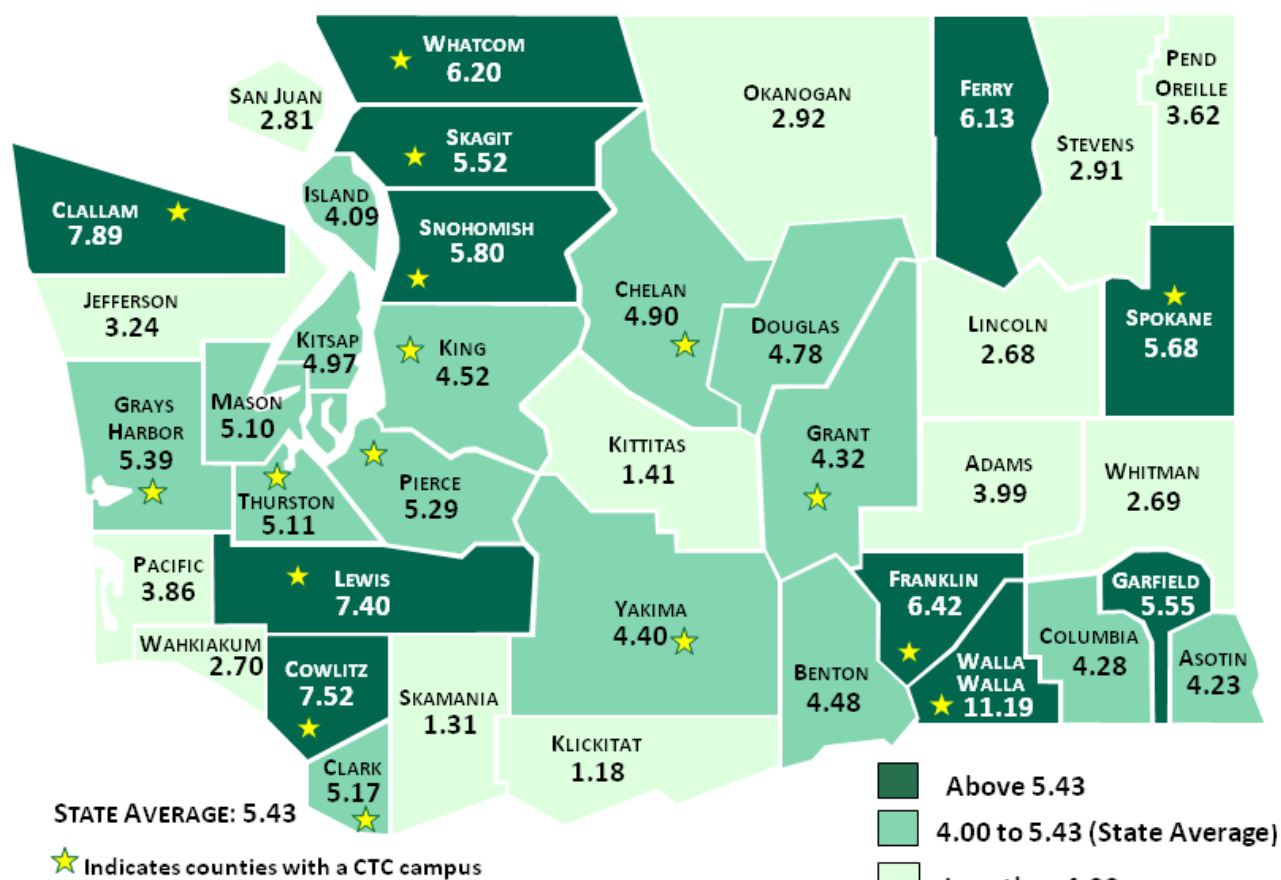 WHATCOM
6.20
SAN JUAN
2.81
SKAGIT
5.52
OKANOGAN
2.92
FERRY
6.13
PEND
OREILLE
3.62
STEVENS
2.91
CLALLAM
7.89
ISLAND
4.09
SNOHOMISH
5.80
JEFFERSON
3.24
KITSAP
4.97
KING
4.52
CHELAN
4.90
DOUGLAS
4.78
LINCOLN
2.68
SPOKANE
5.68
GRAYS
HARBOR
5.39
MASON
5.10
THURSTON
5.11
PIERCE
5.29
KITTITAS
1.41
GRANT
4.32
ADAMS
3.99
WHITMAN
2.69
PACIFIC
3.86
LEWIS
7.40
YAKIMA
4.40
FRANKLIN
6.42
GARFIELD
5.55
WAHKIAKUM
2.70
COWLITZ
7.52
SKAMANIA
1.31
BENTON
4.48
WALLA
WALLA
11.19
COLUMBIA
4.28
ASOTIN
4.23
CLARK
5.17
KLICKITAT
1.18
STATE AVERAGE: 5.43
Indicates counties with a CTC campus
Above 5.43
4.00 to 5.43 (State Average)